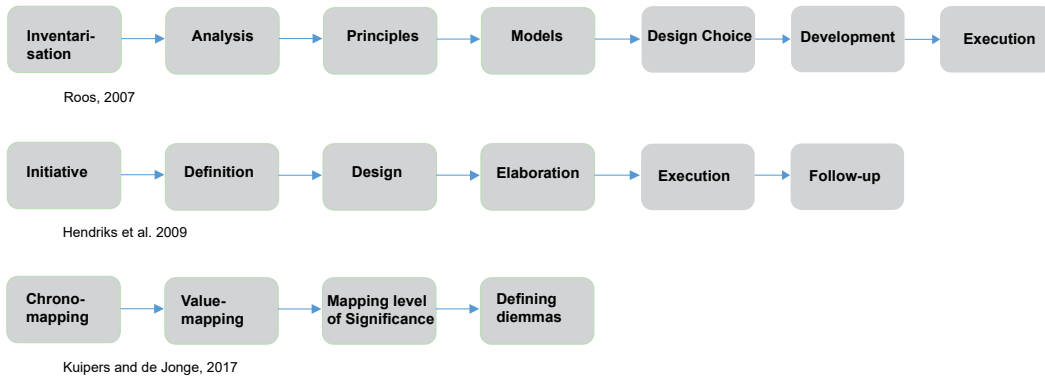 Inventari-
sation
Analysis
Principles
Models
Design Choice
Development
Execution
Roos, 2007
Initiative
Definition
Design
Elaboration
Execution
Follow-up
Hendriks et al. 2009
Chrono-
mapping
Value-
mapping
Mapping level
of Significance
Defining
diemmas
Kuipers and de Jonge, 2017